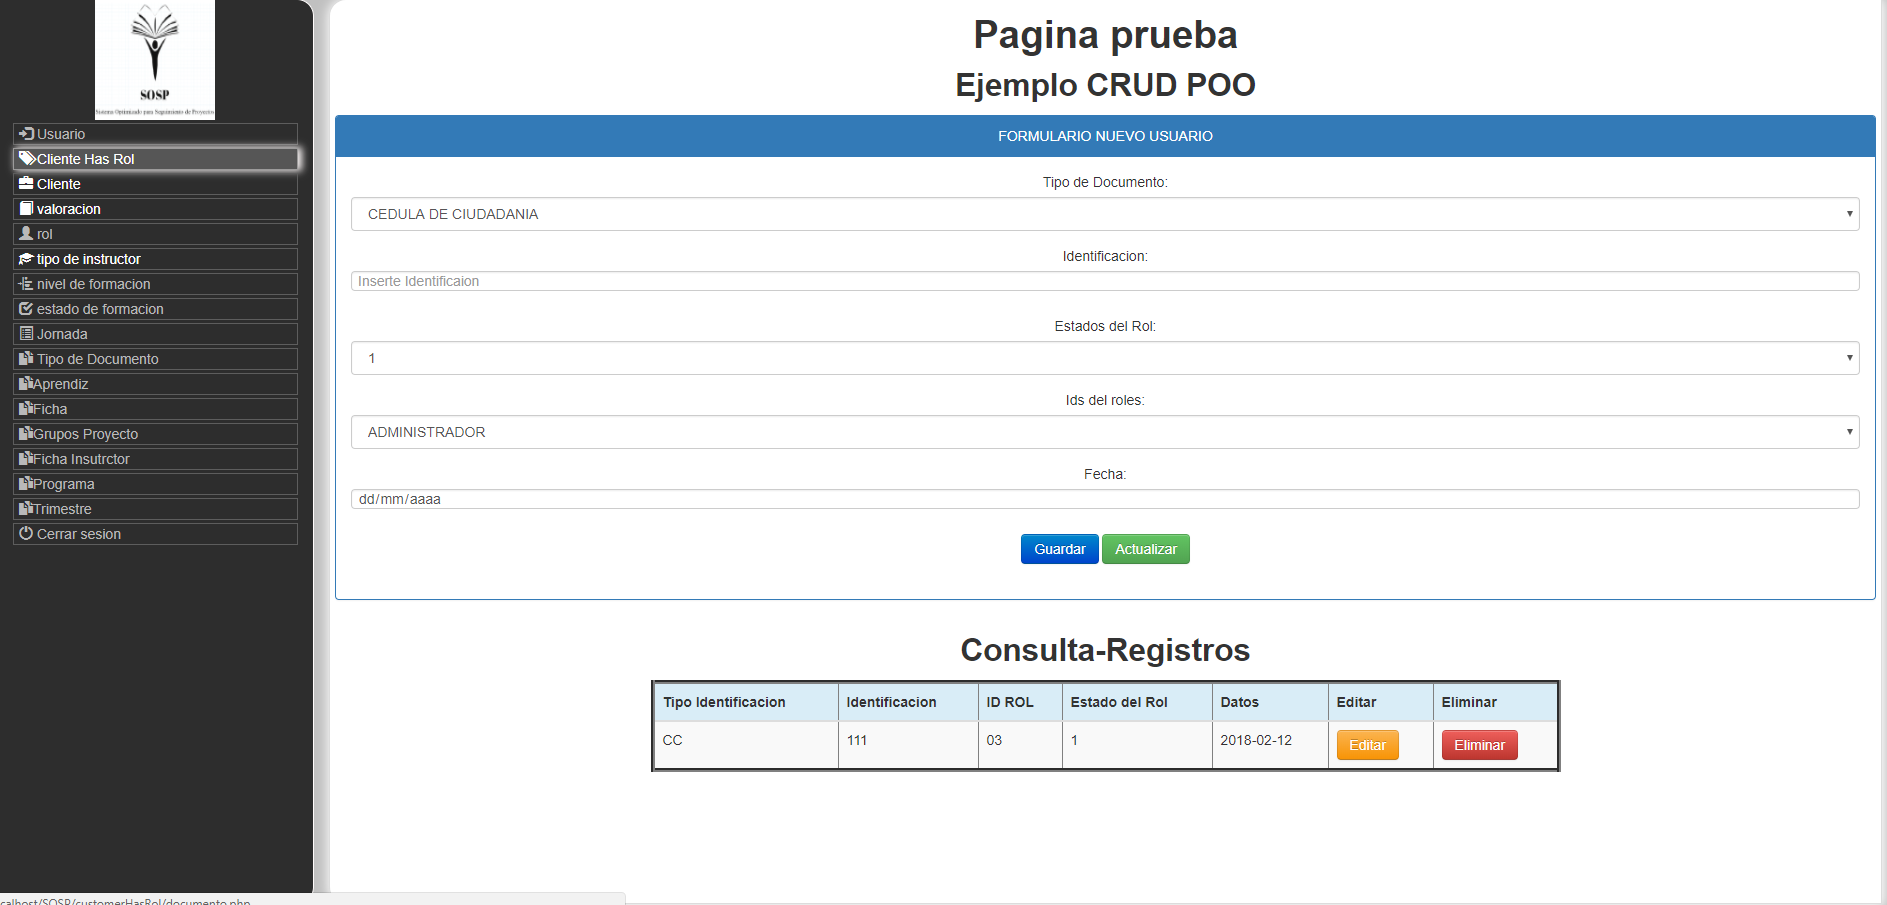 SOSP
Sistema Optimizado para Seguimiento de Proyectos
Usuario
Cliente Has Rol
Cliente
valoracion
rol
tipo de instructor
nivel de formacion
estado de formacion
Jornada
Tipo de Documento
Aprendiz
Ficha
Grupos Proyecto
Ficha Insutrctor
Programa
Trimestre
Cerrar sesion
Pagina prueba
Ejemplo CRUD POO
FORMULARIO NUEVO USUARIO
Tipo de Documento:
CEDULA DE CIUDADANIA
Identificacion:
Inserte Identificaion
Estados del Rol:
1
Ids del roles:
ADMINISTRADOR
Fecha:
dd/mm/aaaa
Guardar Actualizar
Consulta-Registros
Tipo Identificacion Identificacion ID ROL Estado del Rol Datos Editar Eliminar
CC 111 03 1 2018-02-12 Editar Eliminar
calhost/SOSP/customerHasRol/documento.php